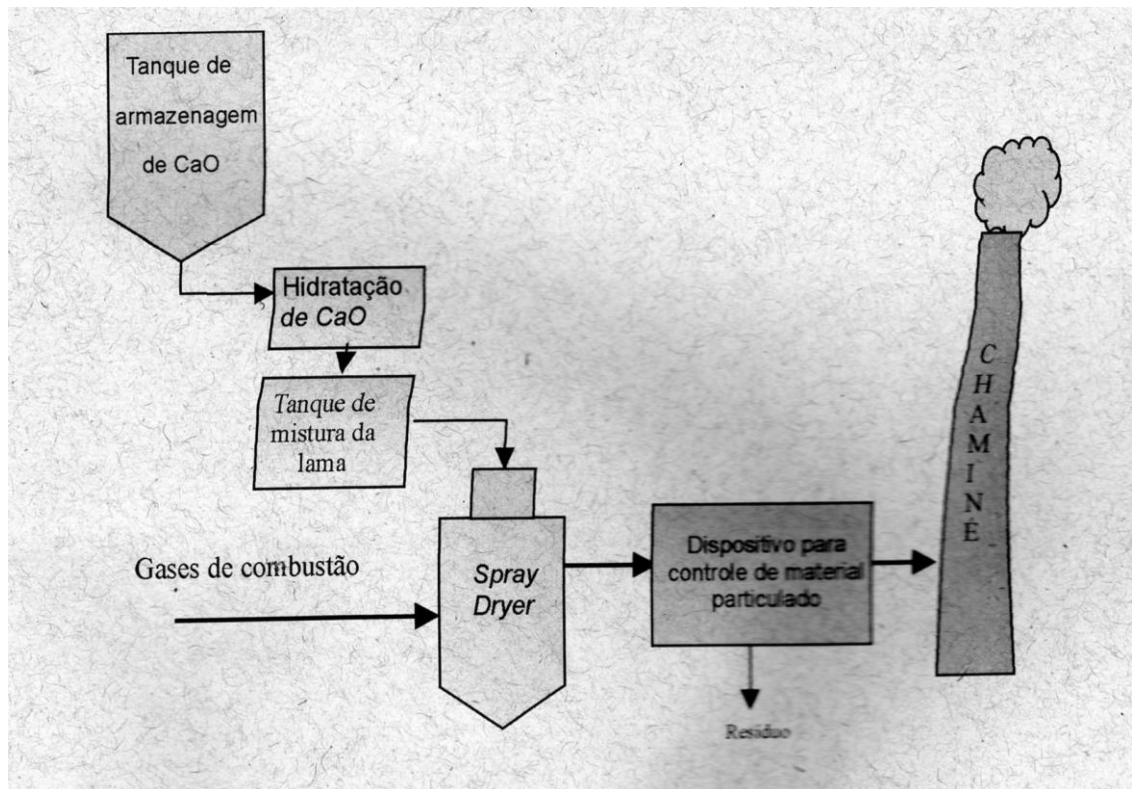 Tanque de
armazenagem
de CaO
Hidratação
de CaO
Tanque de
mistura da
lama
Gases de combustão
Spray
Dryer
Dispositivo para
controle de material
particulado
Resíduo
CHAMINÉ